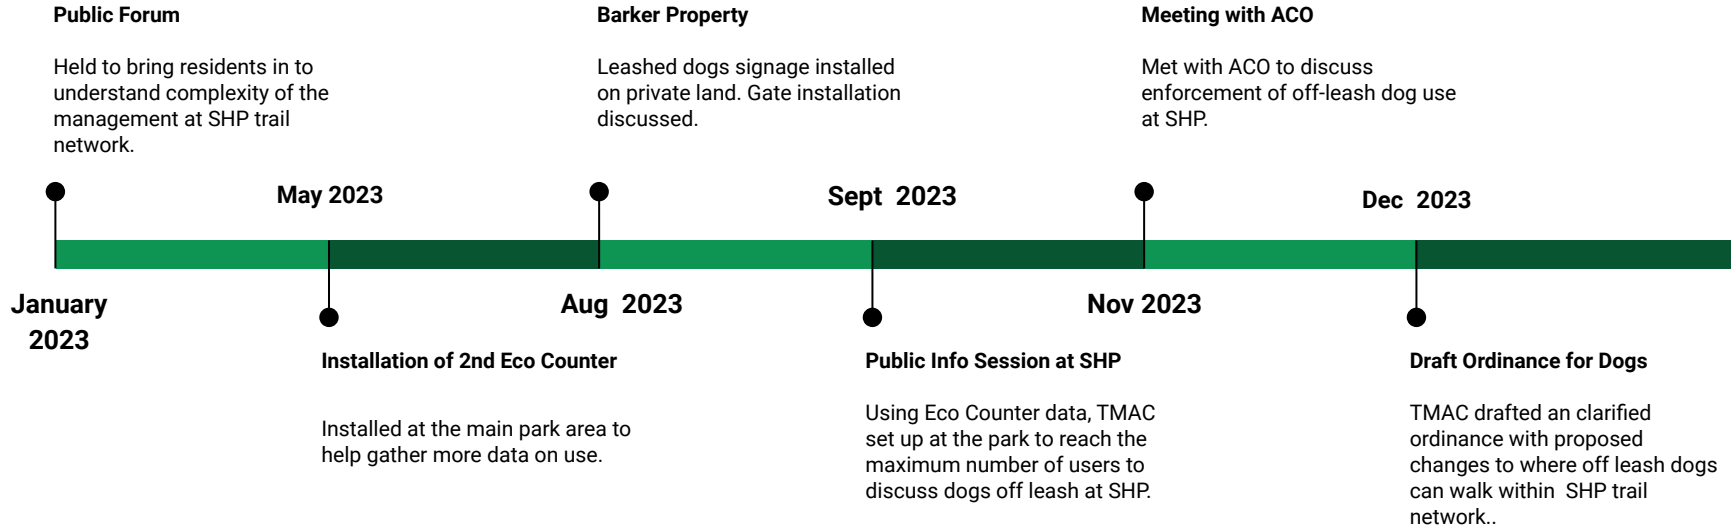 Public Forum
Held to bring residents in to
understand complexity of the
management at SHP trail
network.
Barker Property
Leashed dogs signage installed
on private land. Gate installation
discussed.
Meeting with ACO
Met with ACO to discuss
enforcement of off-leash dog use
at SHP.
May 2023
Sept  2023
Dec  2023
January
2023
Aug  2023
Nov 2023
Installation of 2nd Eco Counter
Installed at the main park area to
help gather more data on use.
Public Info Session at SHP
Using Eco Counter data, TMAC
set up at the park to reach the
maximum number of users to
discuss dogs off leash at SHP.
Draft Ordinance for Dogs
TMAC drafted an clarified
ordinance with proposed
changes to where off leash dogs
can walk within  SHP trail
network..